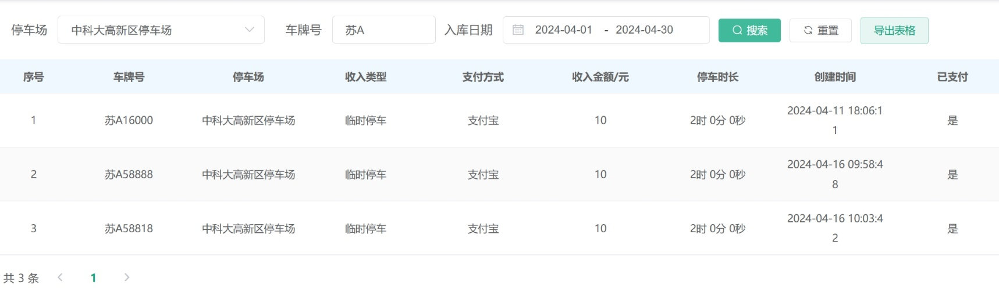 停车场 中科大高新区停车场 车牌号 苏A 入库日期 2024-04-01 - 2024-04-30 搜索 重置 导出表格
序号 车牌号 停车场 收入类型 支付方式 收入金额/元 停车时长 创建时间 已支付
1 苏A16000 中科大高新区停车场 临时停车 支付宝 10 2时 0分 0秒 2024-04-11 18:06:1
1 是
2 苏A58888 中科大高新区停车场 临时停车 支付宝 10 2时 0分 0秒 2024-04-16 09:58:4
8 是
3 苏A58818 中科大高新区停车场 临时停车 支付宝 10 2时 0分 0秒 2024-04-16 10:03:4
2 是
共 3 条 1